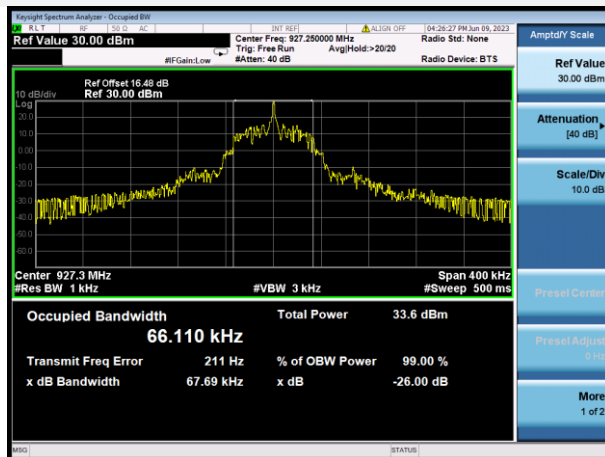 Keysight Spectrum Analyzer - Occupied BW
R L T RF 50 Ω AC INT REF ALIGN OFF 04:26:27 PM Jun 09, 2023
Ref Value 30.00 dBm Center Freq: 927.250000 MHz Radio Std: None
Trig: Free Run Avg|Hold:>20/20
#IFGain:Low #Atten: 40 dB Radio Device: BTS
Ref Offset 16.48 dB
10 dB/div Ref 30.00 dBm
Log
20.0
10.0
0.00
-10.0
-20.0
-30.0
-40.0
-50.0
-60.0
Center 927.3 MHz Span 400 kHz
#Res BW 1 kHz #VBW 3 kHz #Sweep 500 ms
Occupied Bandwidth Total Power 33.6 dBm
66.110 kHz
Transmit Freq Error 211 Hz % of OBW Power 99.00 %
x dB Bandwidth 67.69 kHz x dB -26.00 dB
MSG STATUS
Amptd/Y Scale
Ref Value
30.00 dBm
Attenuation
[40 dB]
Scale/Div
10.0 dB
Presel Center
Presel Adjust
0 Hz
More
1 of 2